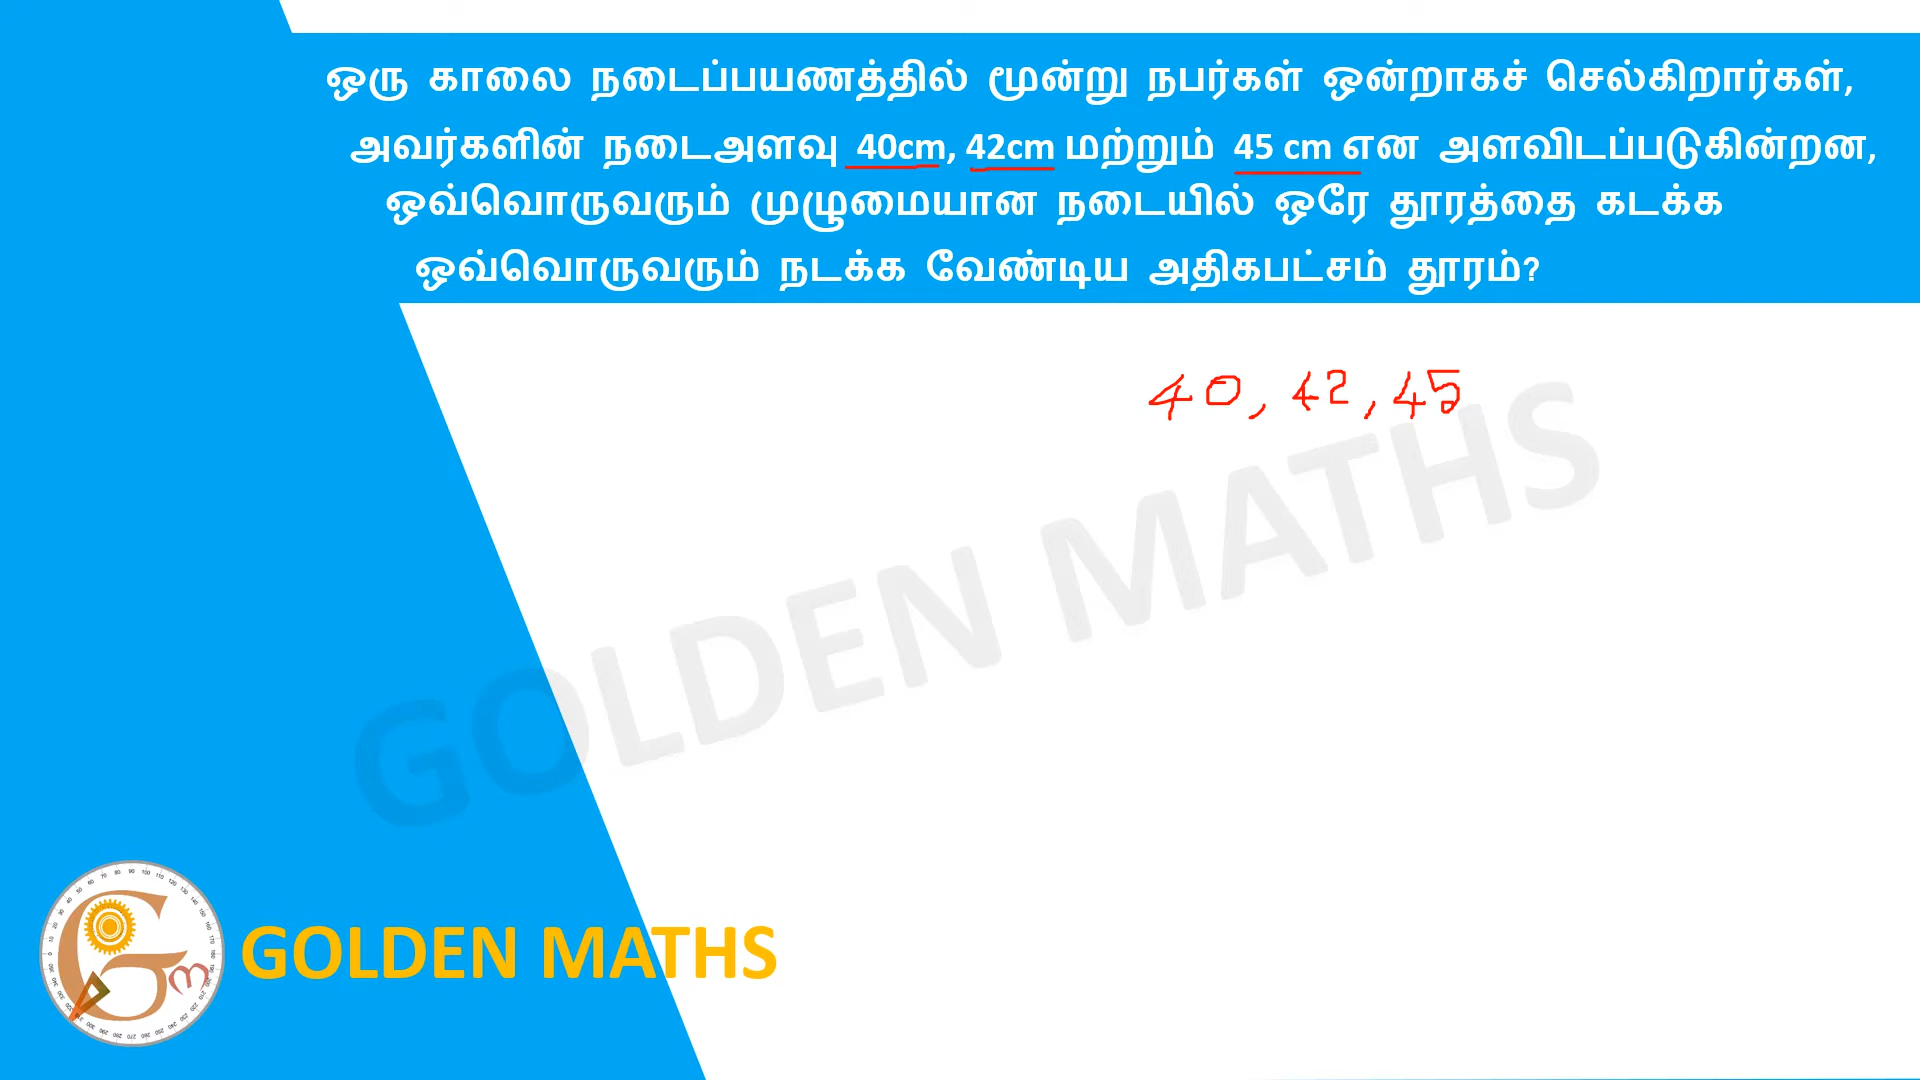 ஒரு காலை நடைப்பயணத்தில் மூன்று நபர்கள் ஒன்றாகச் செல்கிறார்கள்,
அவர்களின் நடைஅளவு 40cm, 42cm மற்றும் 45 cm என அளவிடப்படுகின்றன,
ஒவ்வொருவரும் முழுமையான நடையில் ஒரே தூரத்தை கடக்க
ஒவ்வொருவரும் நடக்க வேண்டிய அதிகபட்சம் தூரம்?
40, 42, 45
GOLDEN MATHS
GOLDEN MATHS